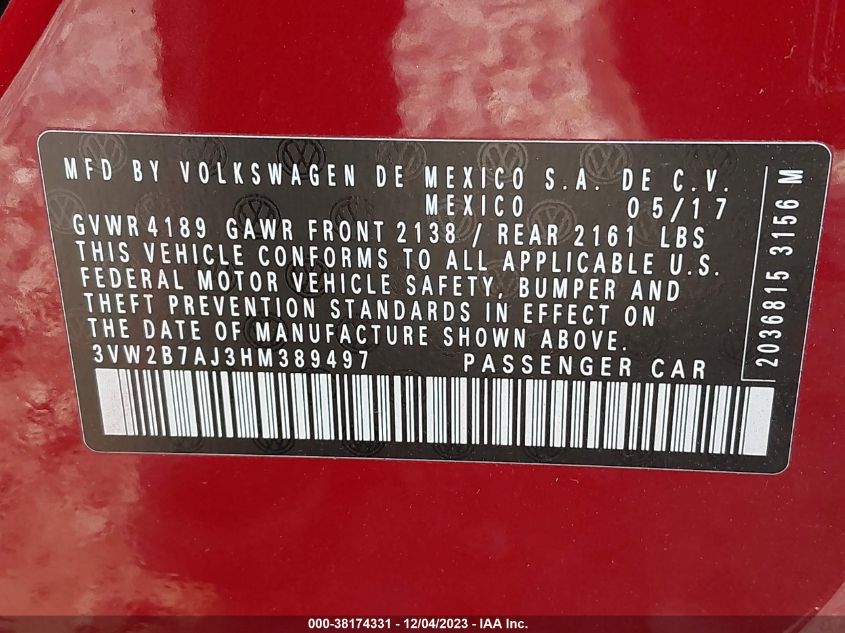 MFD BY VOLKSWAGEN DE MEXICO S.A. DE C.V.
MEXICO 05/17
GVWR 4189 GAWR FRONT 2138 / REAR 2161 LBS
THIS VEHICLE CONFORMS TO ALL APPLICABLE U.S.
FEDERAL MOTOR VEHICLE SAFETY, BUMPER AND
THEFT PREVENTION STANDARDS IN EFFECT ON
THE DATE OF MANUFACTURE SHOWN ABOVE.
3VW2B7AJ3HM389497 PASSENGER CAR
2036815 3156 M
000-38174331 - 12/04/2023 - IAA Inc.